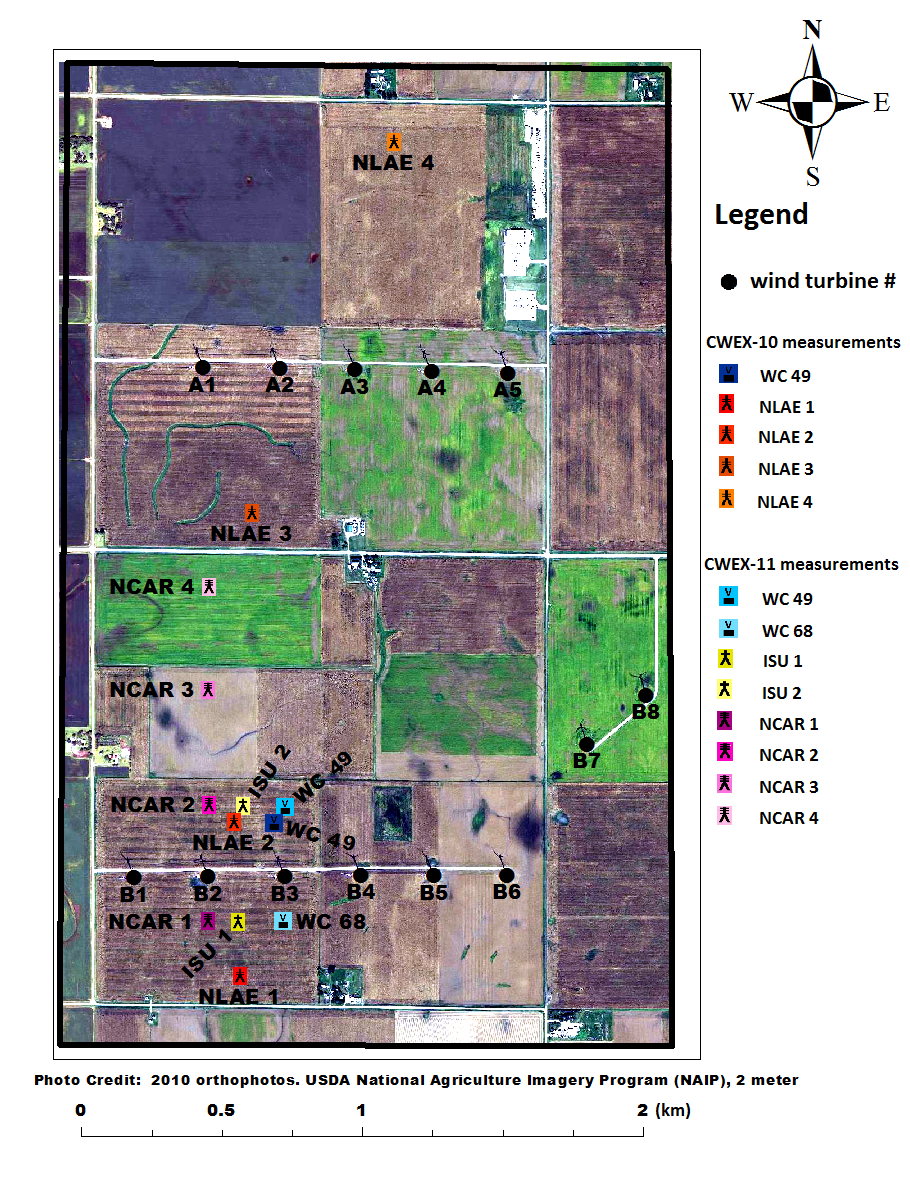 N
W E
S
Legend
wind turbine #
CWEX-10 measurements
WC 49
NLAE 1
NLAE 2
NLAE 3
NLAE 4
CWEX-11 measurements
WC 49
WC 68
ISU 1
ISU 2
NCAR 1
NCAR 2
NCAR 3
NCAR 4
NLAE 4
A1 A2 A3 A4 A5
NLAE 3
NCAR 4
NCAR 3
B8
B7
ISU 2
WC 49
NCAR 2
NLAE 2
WC 49
B1 B2 B3 B4 B5 B6
NCAR 1
WC 68
ISU 1
NLAE 1
Photo Credit: 2010 orthophotos. USDA National Agriculture Imagery Program (NAIP), 2 meter
0 0.5 1 2 (km)